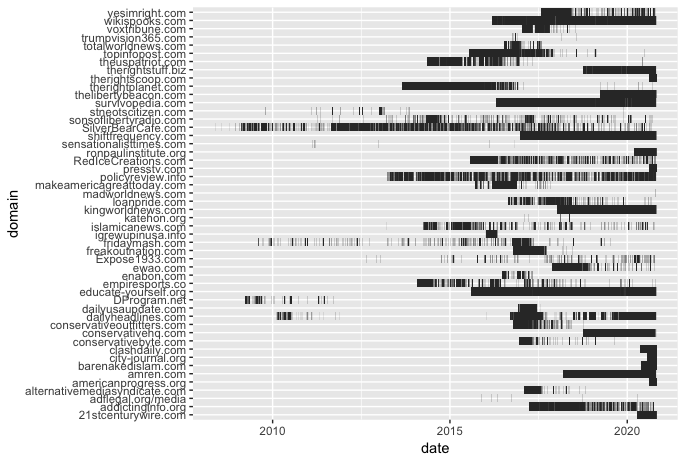 yesimright.com
wikispooks.com
voxtribune.com
trumpvision365.com
totalworldnews.com
topinfopost.com
theuspatriot.com
therightstuff.biz
therightscoop.com
therightplanet.com
thelibertybeacon.com
survivopedia.com
stneotscitizen.com
sonsoflibertyradio.com
SilverBearCafe.com
shiftfrequency.com
sensationalisttimes.com
ronpaulinstitute.org
RedIceCreations.com
presstv.com
policyreview.info
makeamericagreattoday.com
madworldnews.com
loanpride.com
kingworldnews.com
katehon.org
islamicanews.com
igrewupinusa.info
fridaymash.com
freakoutnation.com
Expose1933.com
ewao.com
enabon.com
empiresports.co
educate-yourself.org
DProgram.net
dailyusaupdate.com
dailyheadlines.com
conservativeoutfitters.com
conservativehq.com
conservativebyte.com
clashdaily.com
city-journal.org
barenakedislam.com
amren.com
americanprogress.org
alternativemediasyndicate.com
adflegal.org/media
addictinginfo.org
21stcenturywire.com
domain
2010
2015
2020
date